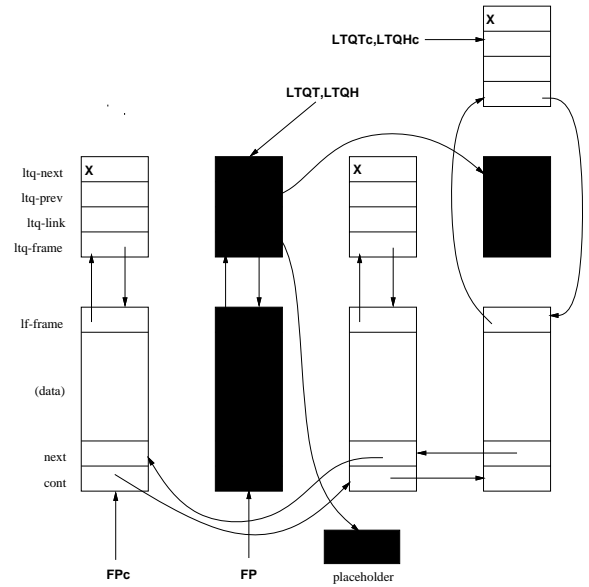 X
LTQTc,LTQHc
LTQT,LTQH
ltq-next
X
X
ltq-prev
ltq-link
ltq-frame
lf-frame
(data)
next
cont
FPc
FP
placeholder